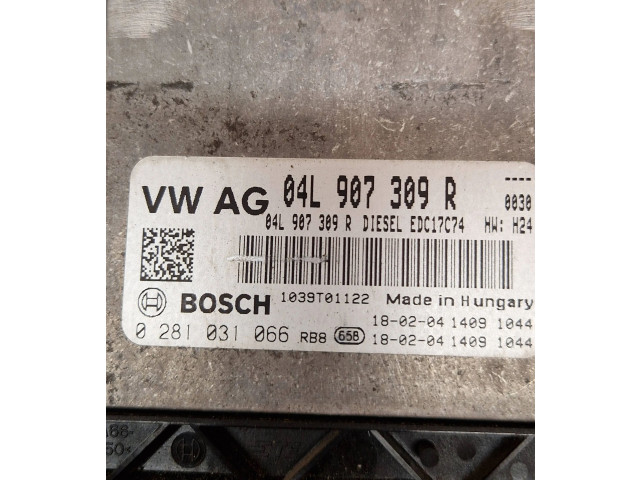 VW AG 04L 907 309 R ----
0030
04L 907 309 R DIESEL EDC17C74 HW: H24
BOSCH 1039T01122 Made in Hungary
0 281 031 066 RB8 658 18-02-04 1409 1044
18-02-04 1409 1044